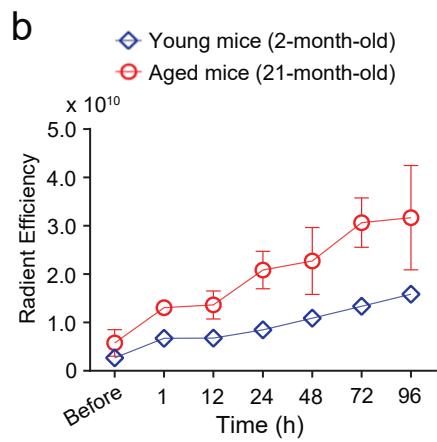 b
Young mice (2-month-old)
Aged mice (21-month-old)
x 10¹⁰
5.0
4.0
3.0
2.0
1.0
0
Radient Efficiency
Before 1 12 24 48 72 96
Time (h)